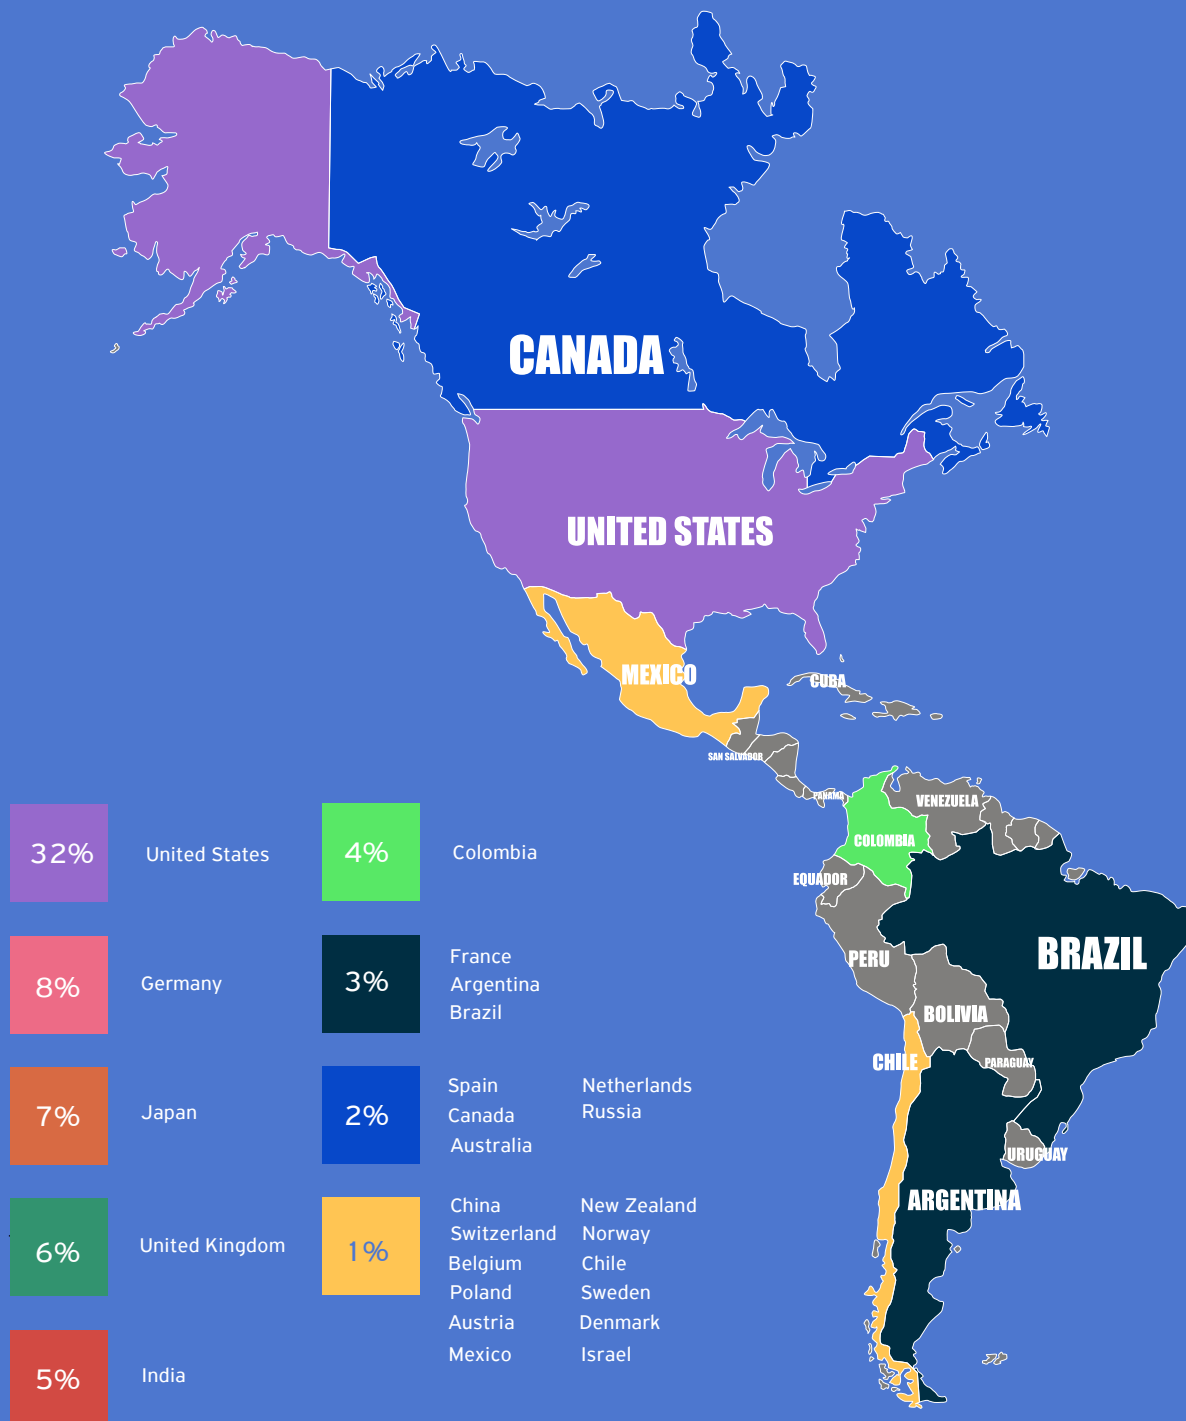 CANADA
UNITED STATES
MEXICO
CUBA
SAN SALVADOR
PANAMA
VENEZUELA
COLOMBIA
EQUADOR
PERU
BRAZIL
BOLIVIA
CHILE
PARAGUAY
URUGUAY
ARGENTINA
32%
United States
8%
Germany
7%
Japan
6%
United Kingdom
5%
India
4%
Colombia
3%
France
Argentina
Brazil
2%
Spain
Canada
Australia
Netherlands
Russia
1%
China
Switzerland
Belgium
Poland
Austria
Mexico
New Zealand
Norway
Chile
Sweden
Denmark
Israel